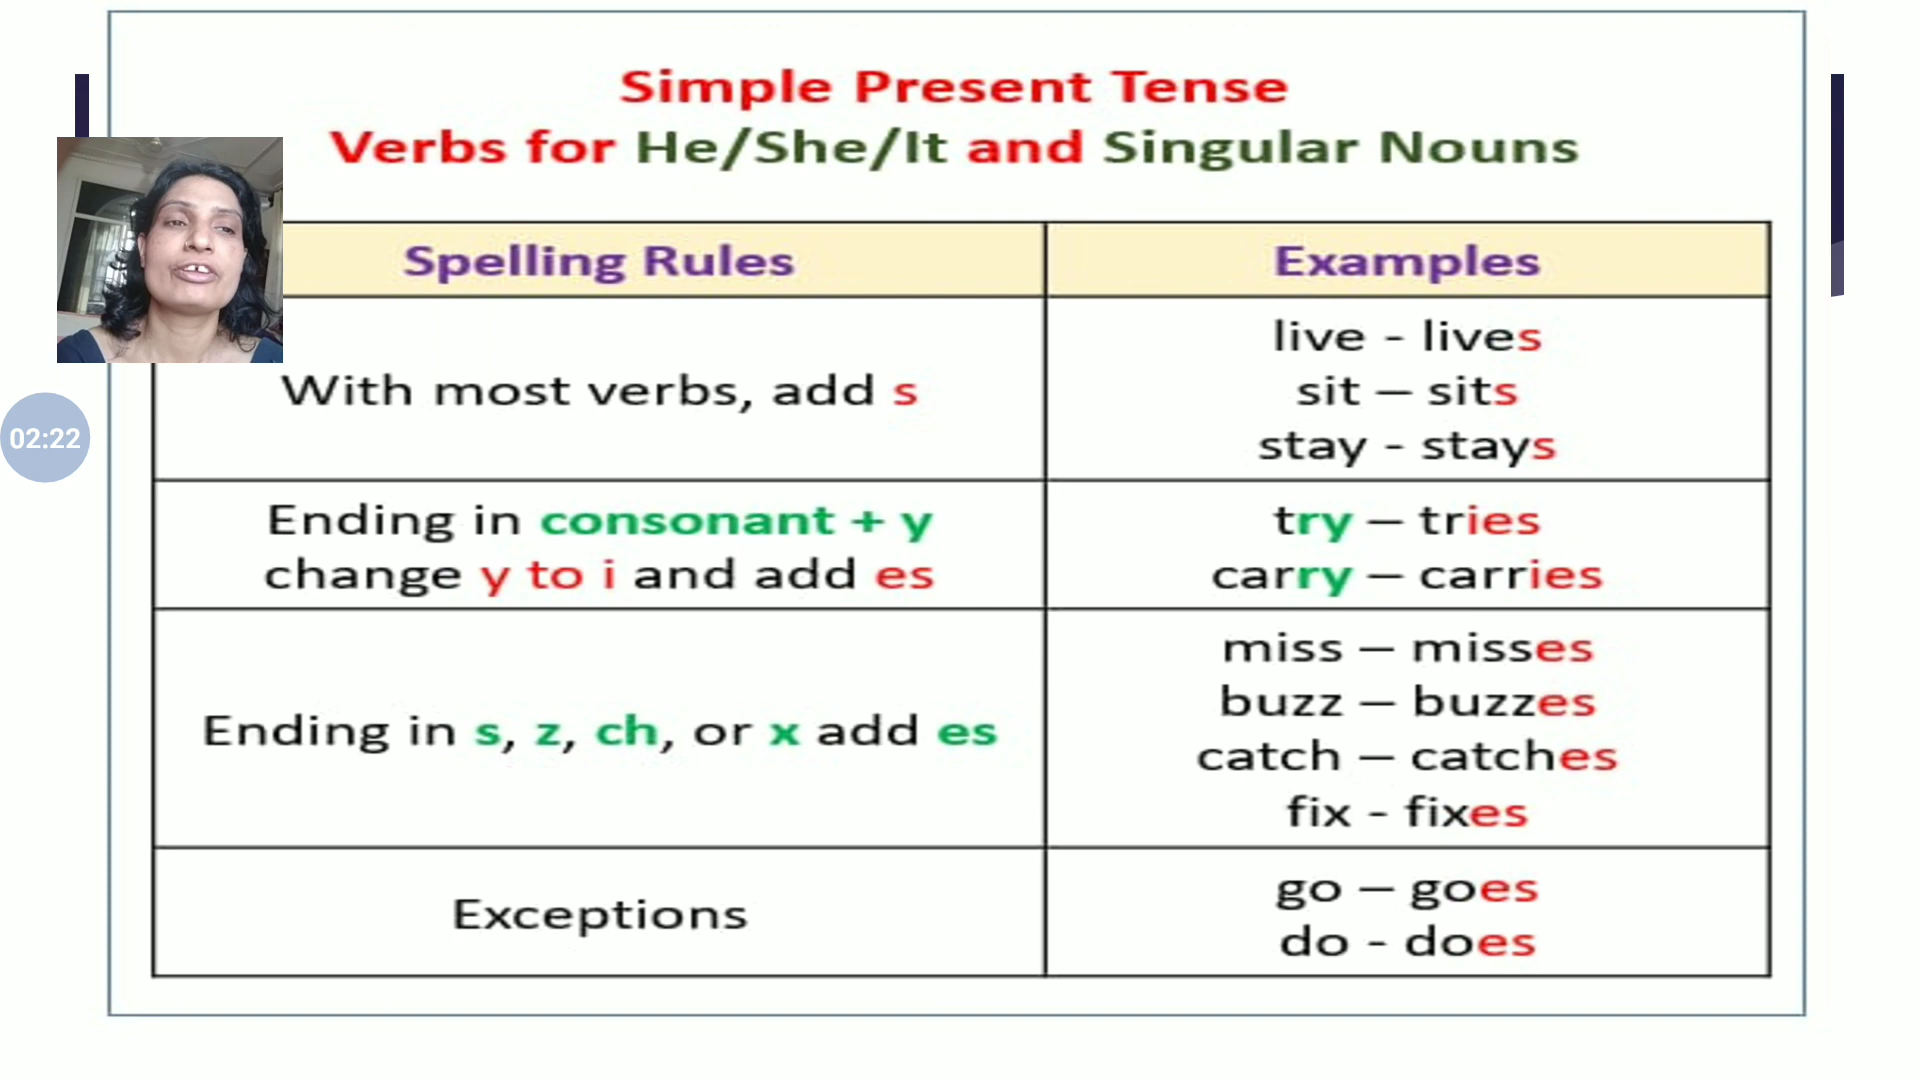 Simple Present Tense
Verbs for He/She/It and Singular Nouns
Spelling Rules
Examples
With most verbs, add s
live - lives
sit – sits
stay - stays
Ending in consonant + y
change y to i and add es
try – tries
carry – carries
Ending in s, z, ch, or x add es
miss – misses
buzz – buzzes
catch – catches
fix - fixes
Exceptions
go – goes
do - does
02:22